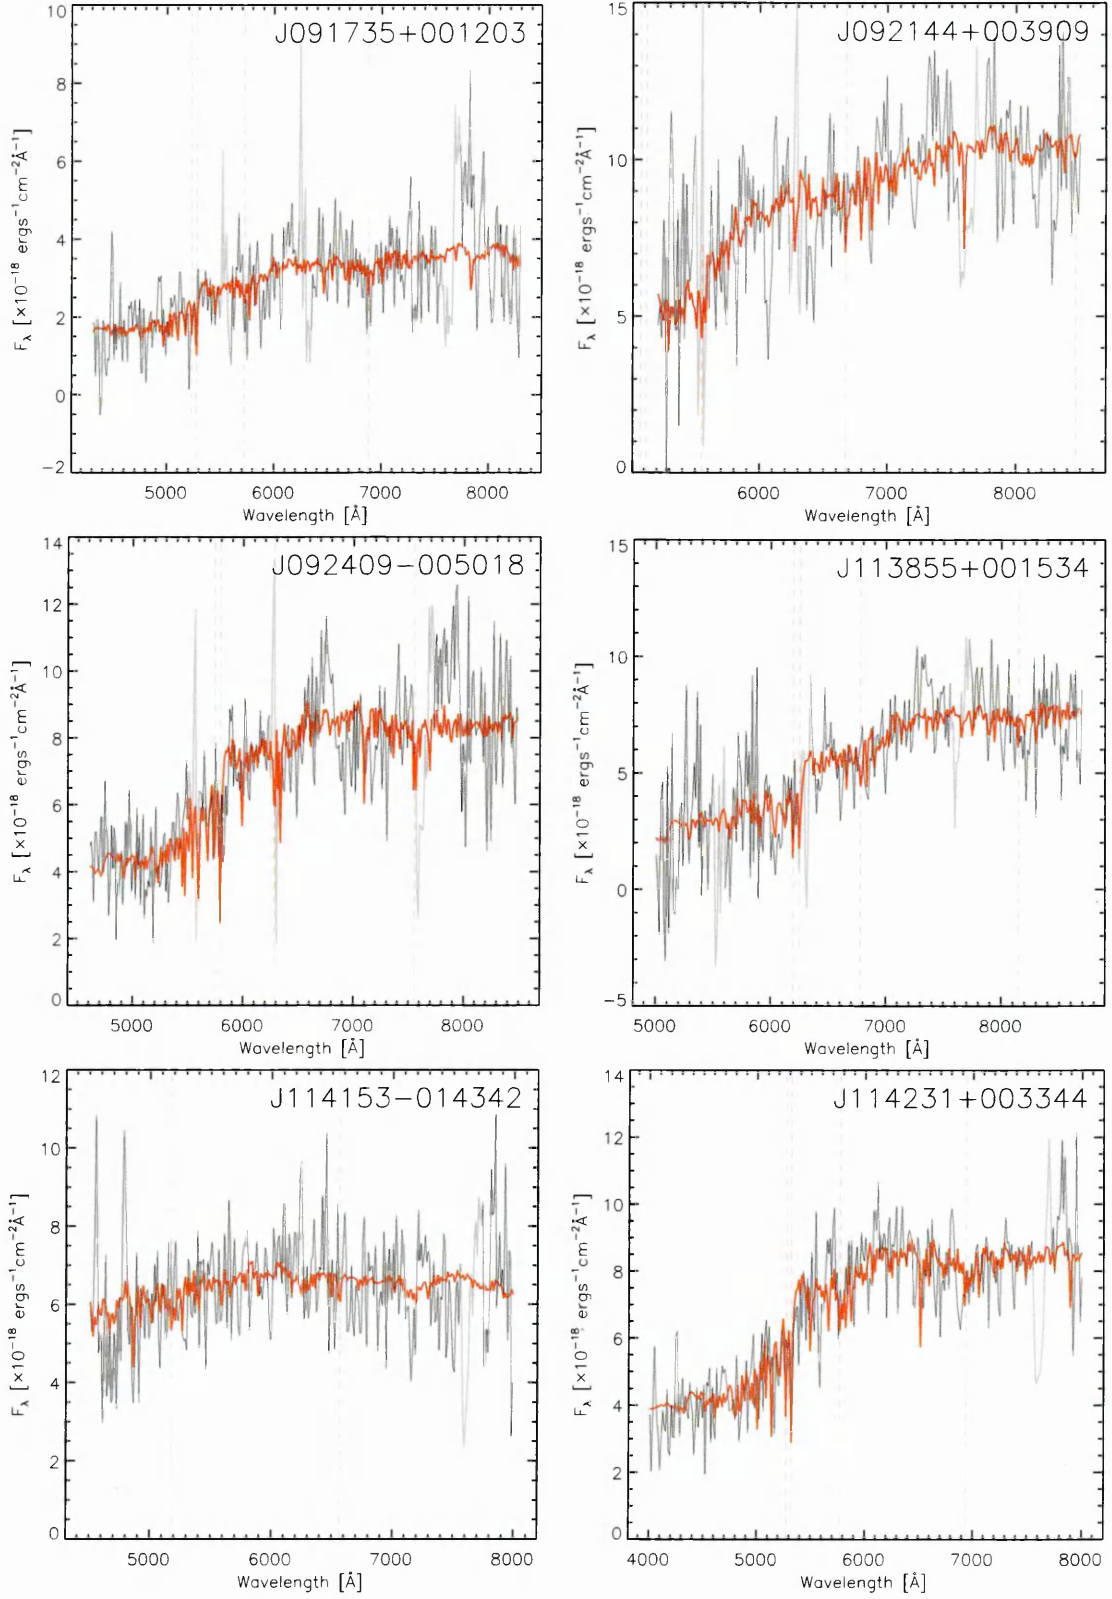 J091735+001203
10
8
6
4
2
0
−2
F_λ [×10⁻¹⁸ ergs⁻¹cm⁻²Å⁻¹]
5000 6000 7000 8000
Wavelength [Å]
J092144+003909
15
10
5
0
F_λ [×10⁻¹⁸ ergs⁻¹cm⁻²Å⁻¹]
6000 7000 8000
Wavelength [Å]
J092409−005018
14
12
10
8
6
4
2
0
F_λ [×10⁻¹⁸ ergs⁻¹cm⁻²Å⁻¹]
5000 6000 7000 8000
Wavelength [Å]
J113855+001534
15
10
5
0
−5
F_λ [×10⁻¹⁸ ergs⁻¹cm⁻²Å⁻¹]
5000 6000 7000 8000
Wavelength [Å]
J114153−014342
12
10
8
6
4
2
0
F_λ [×10⁻¹⁸ ergs⁻¹cm⁻²Å⁻¹]
5000 6000 7000 8000
Wavelength [Å]
J114231+003344
14
12
10
8
6
4
2
0
F_λ [×10⁻¹⁸ ergs⁻¹cm⁻²Å⁻¹]
4000 5000 6000 7000 8000
Wavelength [Å]